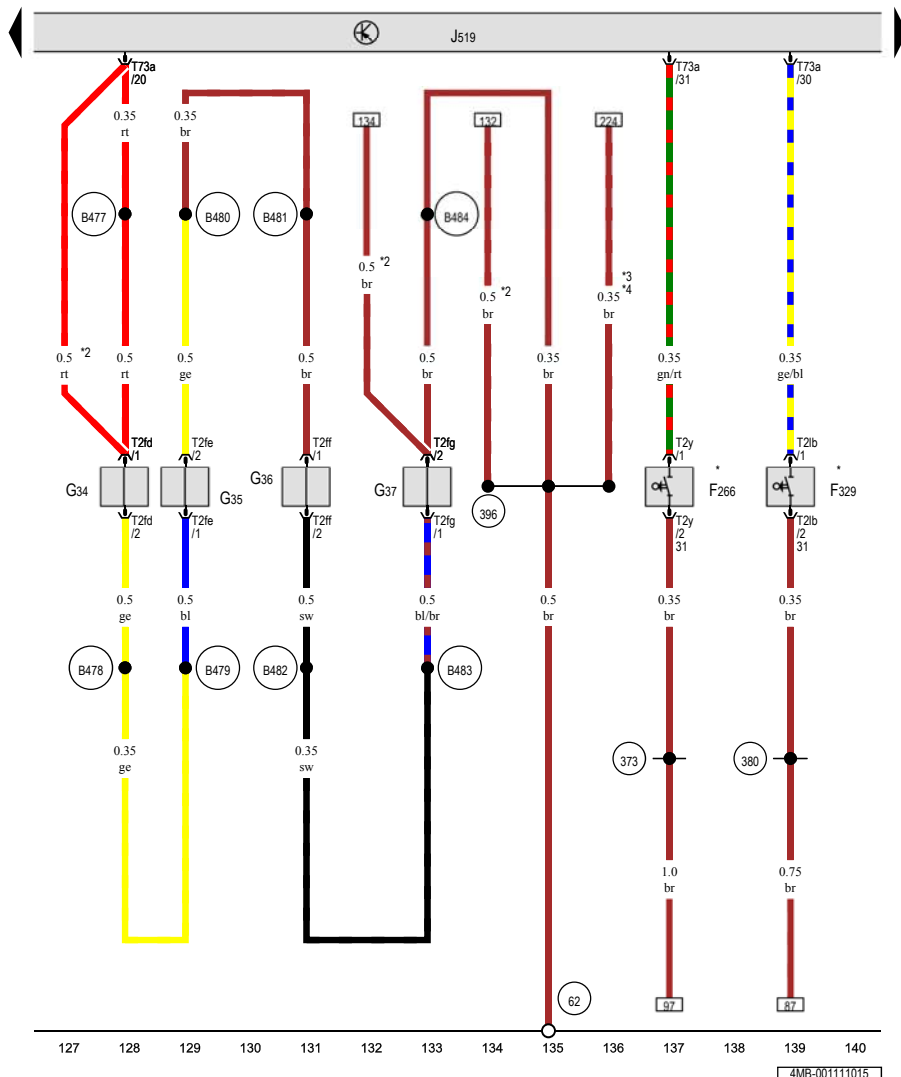 J519
T73a
/20
T73a
/31
T73a
/30
0.35
rt
0.35
br
134
132
224
B477
B480
B481
B484
0.5 *2
br
0.5 *2
br
*3
*4
0.35
br
0.5 *2
rt
0.5
rt
0.5
ge
0.5
br
0.5
br
0.35
br
0.35
gn/rt
0.35
ge/bl
T2fd
/1
T2fe
/2
T2ff
/1
T2fg
/2
T2y
/1
T2lb
/1
G34
G35
G36
G37
396
*
F266
*
F329
T2fd
/2
T2fe
/1
T2ff
/2
T2fg
/1
T2y
/2
31
T2lb
/2
31
0.5
ge
0.5
bl
0.5
sw
0.5
bl/br
0.5
br
0.35
br
0.35
br
B478
B479
B482
B483
0.35
ge
0.35
sw
373
380
1.0
br
0.75
br
62
97
87
127 128 129 130 131 132 133 134 135 136 137 138 139 140
4MB-001111015